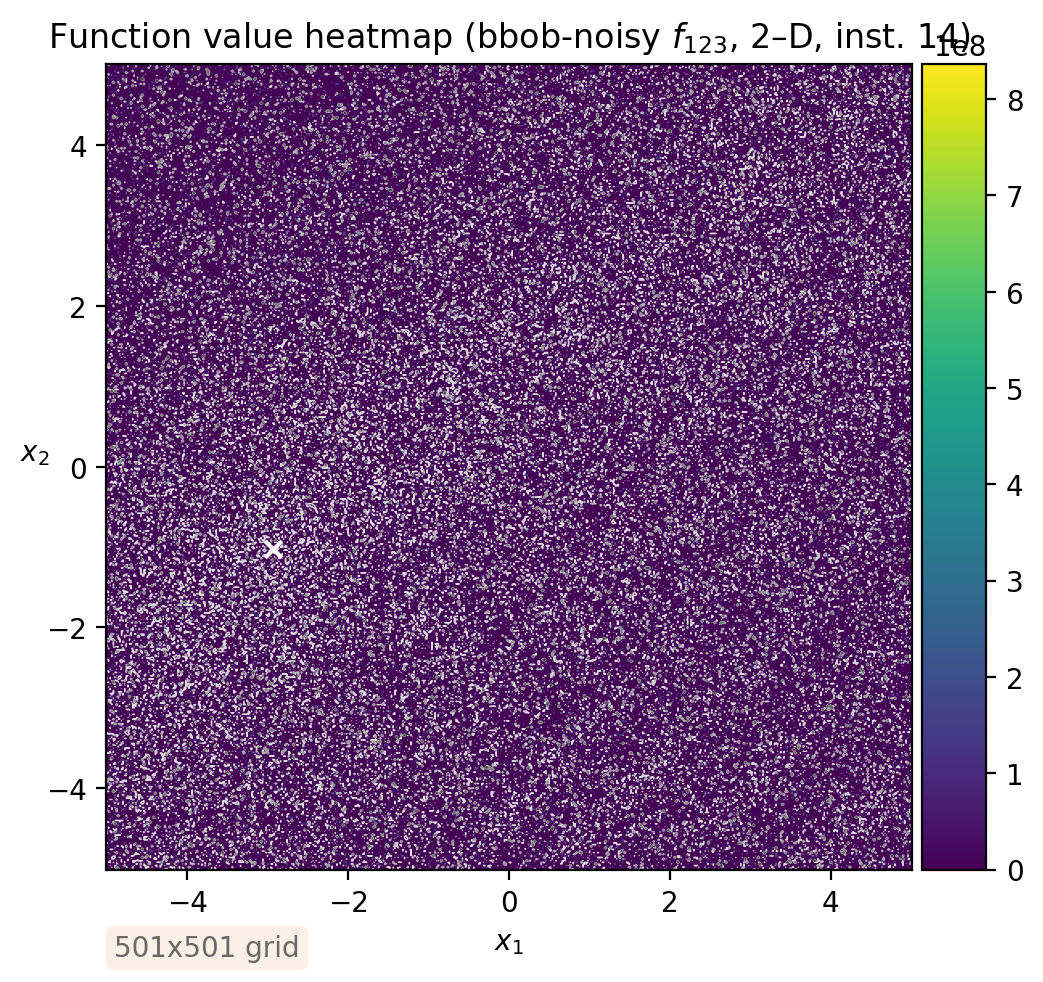 Function value heatmap (bbob-noisy f₁₂₃, 2–D, inst. 14)
1e8
8
7
6
5
4
3
2
1
0
4
2
0
−2
−4
x₂
−4 −2 0 2 4
x₁
501x501 grid